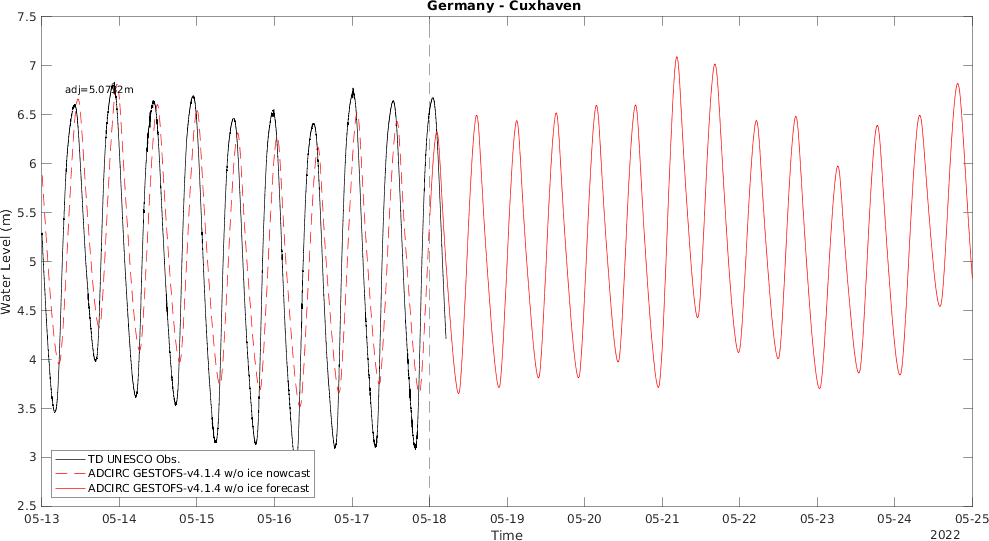 Germany - Cuxhaven
7.5
7
6.5
6
5.5
5
4.5
4
3.5
3
2.5
Water Level (m)
TD UNESCO Obs.
ADCIRC GESTOFS-v4.1.4 w/o ice nowcast
ADCIRC GESTOFS-v4.1.4 w/o ice forecast
05-13 05-14 05-15 05-16 05-17 05-18 05-19 05-20 05-21 05-22 05-23 05-24 05-25
Time
2022